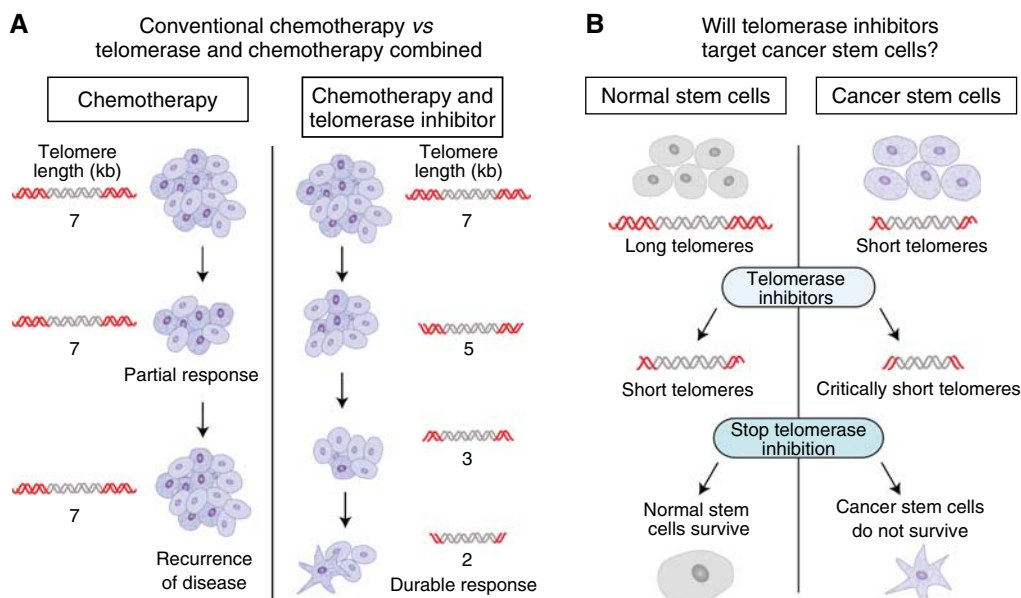 A
Conventional chemotherapy vs
telomerase and chemotherapy combined
Chemotherapy
Chemotherapy and
telomerase inhibitor
Telomere
length (kb)
7
7
Partial response
7
Recurrence
of disease
Telomere
length (kb)
7
5
3
2
Durable response
B
Will telomerase inhibitors
target cancer stem cells?
Normal stem cells
Cancer stem cells
Long telomeres
Short telomeres
Telomerase
inhibitors
Short telomeres
Critically short telomeres
Stop telomerase
inhibition
Normal stem
cells survive
Cancer stem cells
do not survive